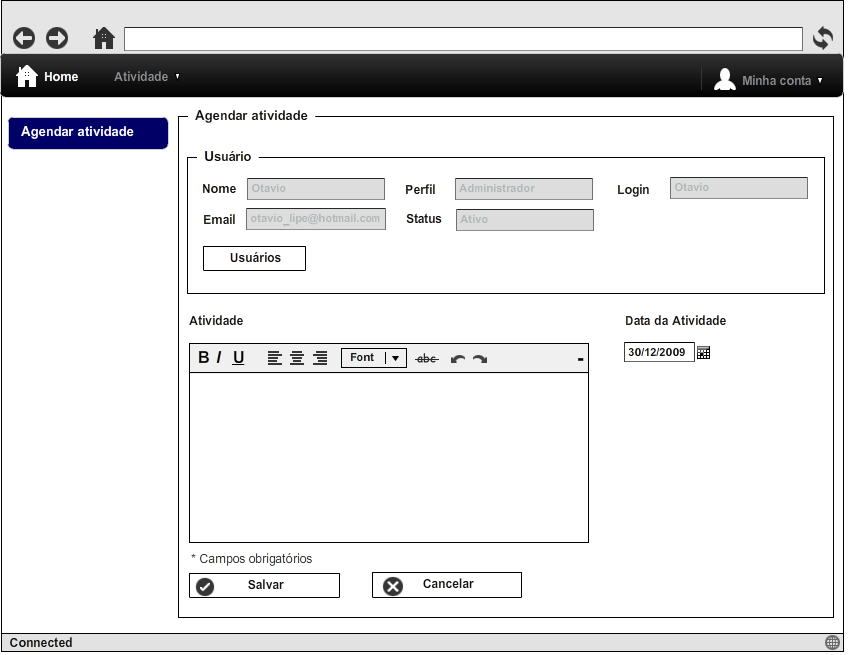 Home
Atividade
Minha conta
Agendar atividade
Agendar atividade
Usuário
Nome Otavio Perfil Administrador Login Otavio
Email otavio_lipe@hotmail.com Status Ativo
Usuários
Atividade
Data da Atividade
B I U Font abc
30/12/2009
* Campos obrigatórios
Salvar
Cancelar
Connected